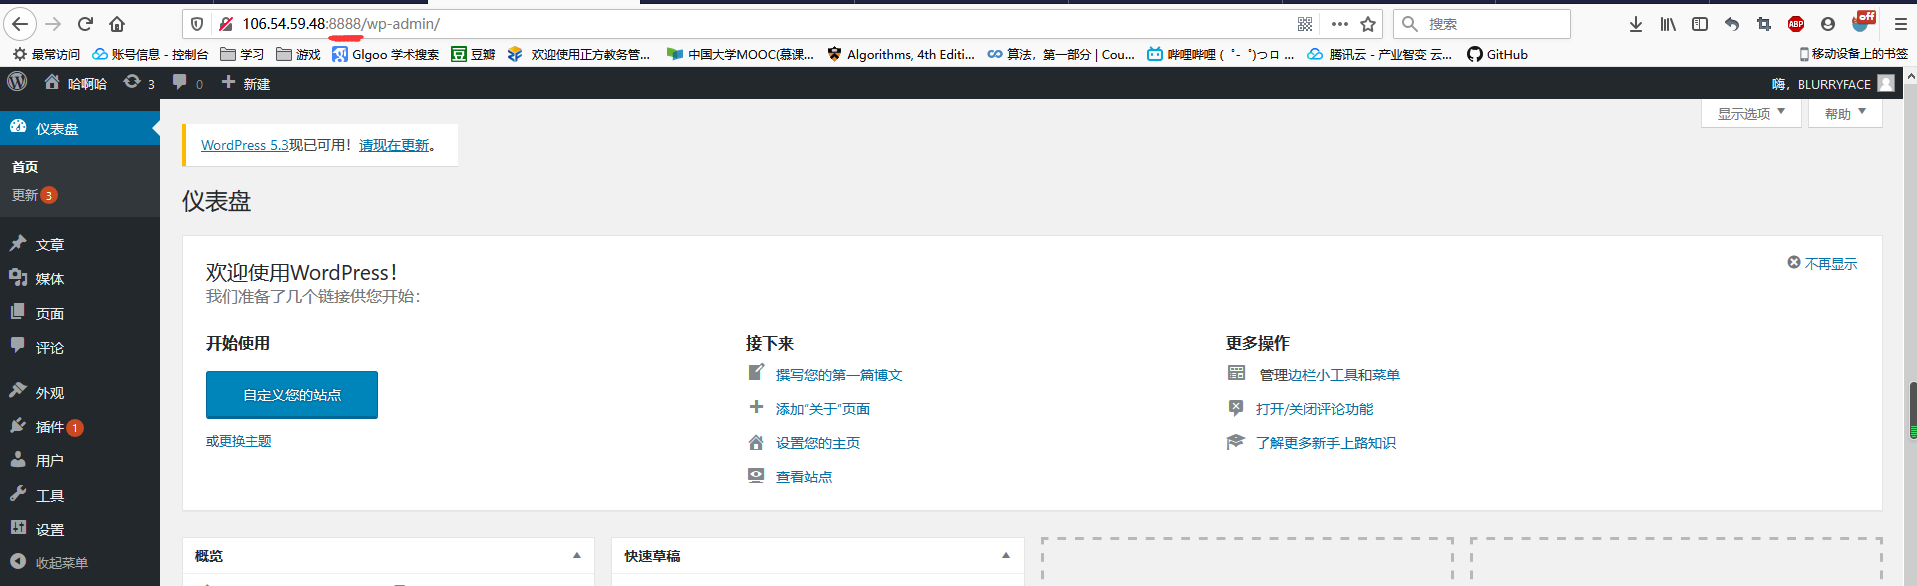 106.54.59.48:8888/wp-admin/
搜索
off
ABP
最常访问 账号信息 - 控制台 学习 游戏 Glgoo 学术搜索 豆瓣 欢迎使用正方教务管... 中国大学MOOC(慕课... Algorithms, 4th Editi... 算法，第一部分 | Cou... 哔哩哔哩 ( ゜- ゜)つロ ... 腾讯云 - 产业智变 云... GitHub 移动设备上的书签
哈啊哈 3 0 新建 嗨，BLURRYFACE
显示选项 帮助
仪表盘
首页
更新 3
文章
媒体
页面
评论
外观
插件 1
用户
工具
设置
收起菜单
WordPress 5.3现已可用！请现在更新。
仪表盘
欢迎使用WordPress！
我们准备了几个链接供您开始：
不再显示
开始使用
自定义您的站点
或更换主题
接下来
撰写您的第一篇博文
添加“关于”页面
设置您的主页
查看站点
更多操作
管理边栏小工具和菜单
打开/关闭评论功能
了解更多新手上路知识
概览
快速草稿